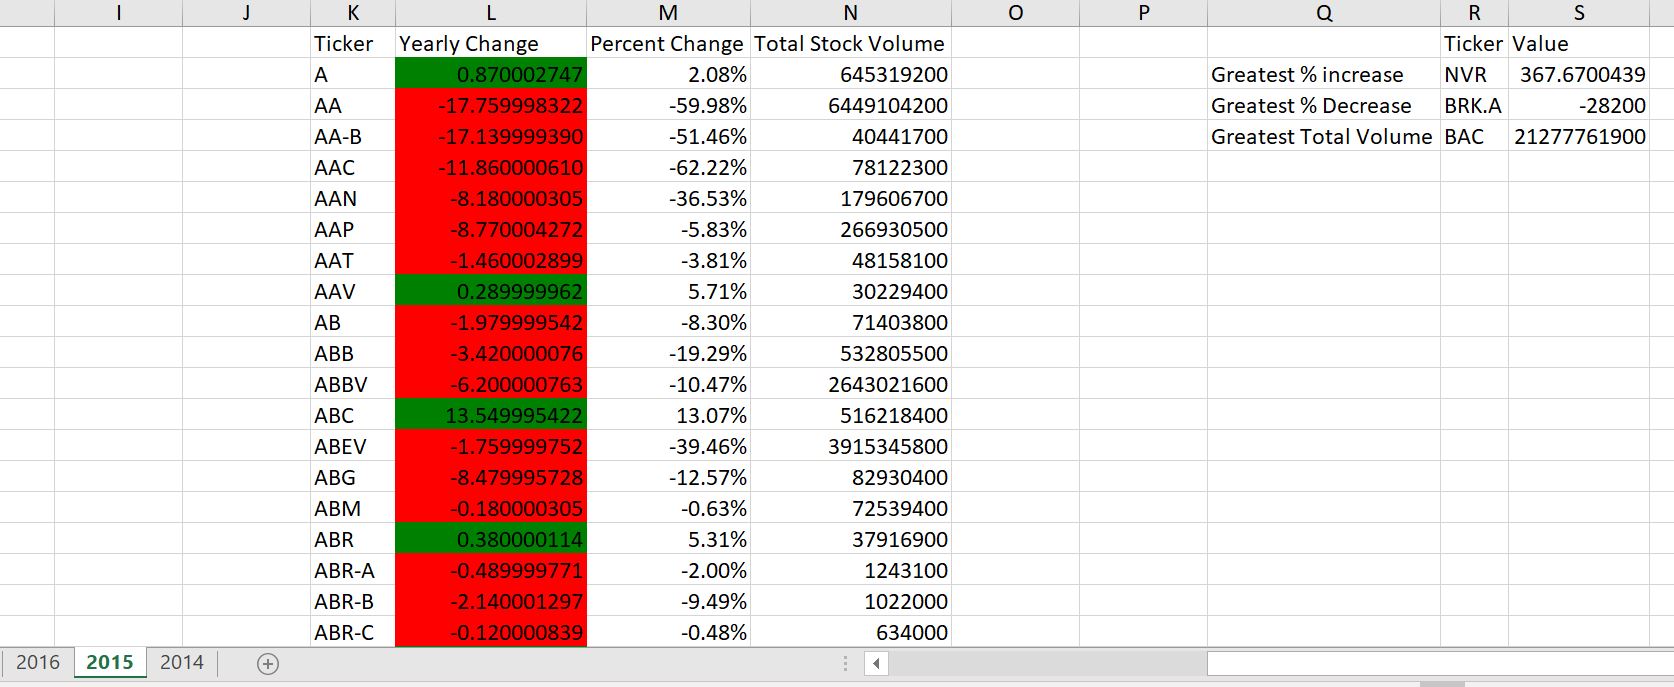 I J K L M N O P Q R S
Ticker Yearly Change Percent Change Total Stock Volume Ticker Value
A 0.870002747 2.08% 645319200 Greatest % increase NVR 367.6700439
AA -17.759998322 -59.98% 6449104200 Greatest % Decrease BRK.A -28200
AA-B -17.139999390 -51.46% 40441700 Greatest Total Volume BAC 21277761900
AAC -11.860000610 -62.22% 78122300
AAN -8.180000305 -36.53% 179606700
AAP -8.770004272 -5.83% 266930500
AAT -1.460002899 -3.81% 48158100
AAV 0.289999962 5.71% 30229400
AB -1.979999542 -8.30% 71403800
ABB -3.420000076 -19.29% 532805500
ABBV -6.200000763 -10.47% 2643021600
ABC 13.549995422 13.07% 516218400
ABEV -1.759999752 -39.46% 3915345800
ABG -8.479995728 -12.57% 82930400
ABM -0.180000305 -0.63% 72539400
ABR 0.380000114 5.31% 37916900
ABR-A -0.489999771 -2.00% 1243100
ABR-B -2.140001297 -9.49% 1022000
ABR-C -0.120000839 -0.48% 634000
2016 2015 2014